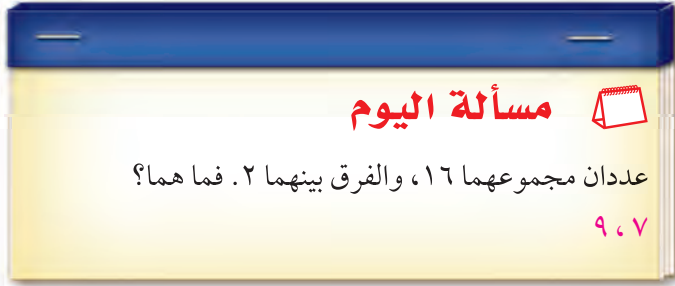 مسألة اليوم
عددان مجموعهما ١٦، والفرق بينهما ٢. فما هما؟
٧ ، ٩